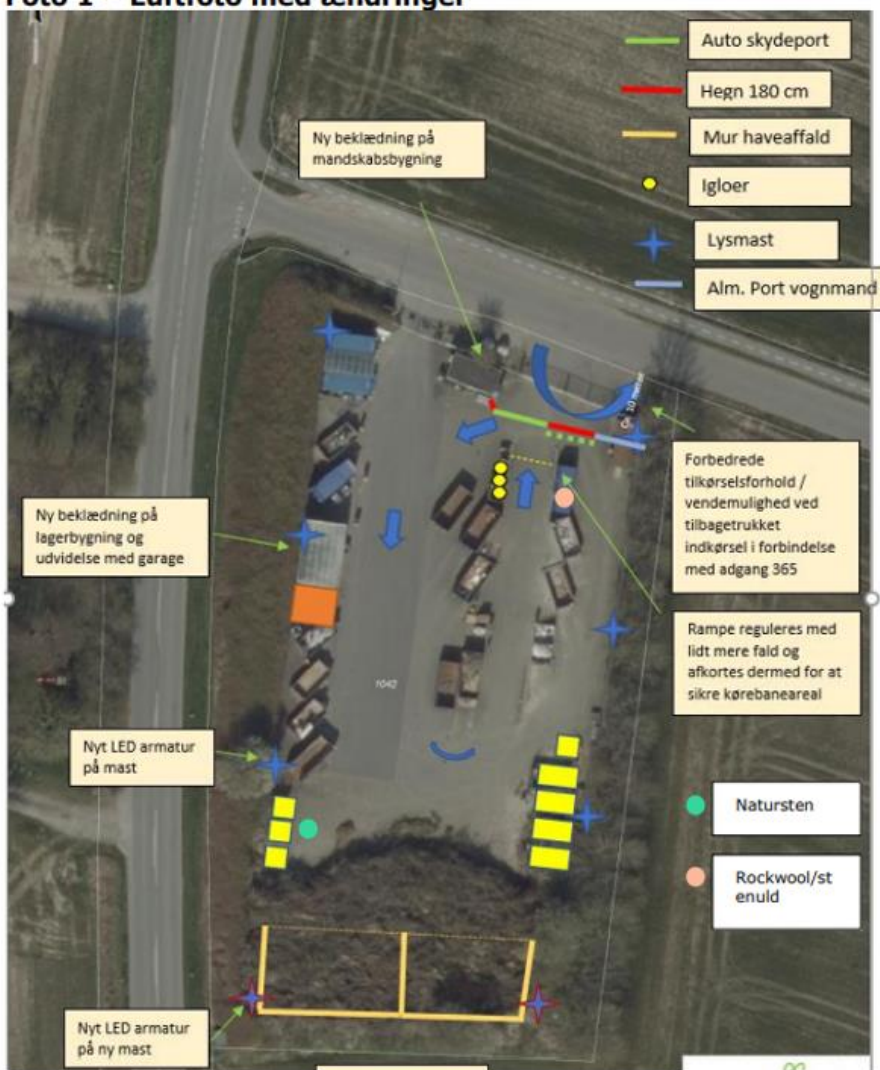 Foto 1 – Luftfoto med ændringer
Auto skydeport
Hegn 180 cm
Mur haveaffald
Igloer
Lysmast
Alm. Port vognmand
Ny beklædning på
mandskabsbygning
10 meter
Forbedrede
tilkørselsforhold /
vendemulighed ved
tilbagetrukket
indkørsel i forbindelse
med adgang 365
Ny beklædning på
lagerbygning og
udvidelse med garage
Rampe reguleres med
lidt mere fald og
afkortes dermed for at
sikre kørebaneareal
1042
Nyt LED armatur
på mast
Natursten
Rockwool/st
enuld
Nyt LED armatur
på ny mast